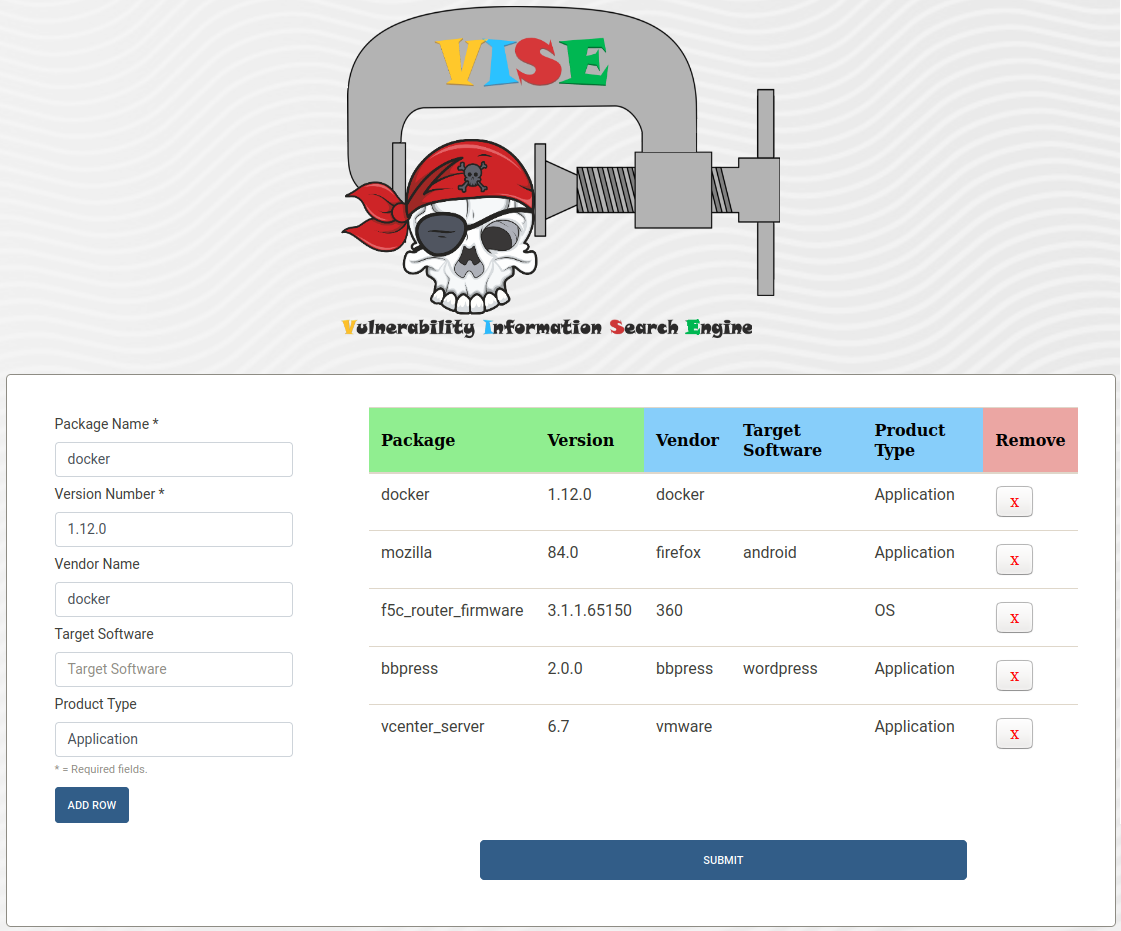 VISE
Vulnerability Information Search Engine
Package Name *
docker
Version Number *
1.12.0
Vendor Name
docker
Target Software
Target Software
Product Type
Application
* = Required fields.
ADD ROW
Package Version Vendor Target Software Product Type Remove
docker 1.12.0 docker Application x
mozilla 84.0 firefox android Application x
f5c_router_firmware 3.1.1.65150 360 OS x
bbpress 2.0.0 bbpress wordpress Application x
vcenter_server 6.7 vmware Application x
SUBMIT